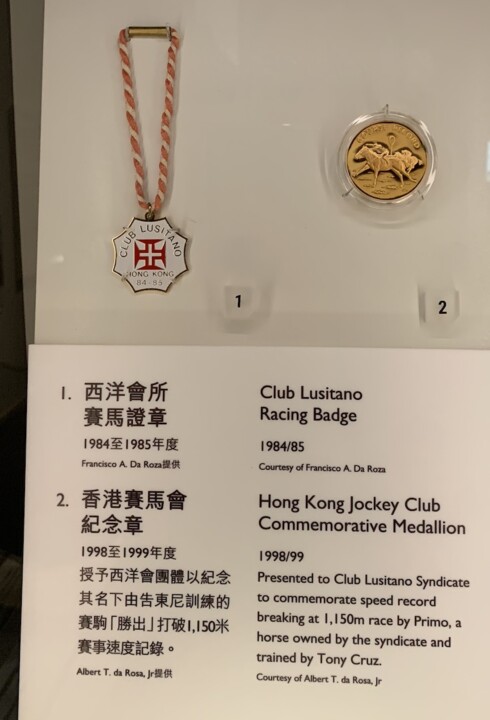 CLUB LUSITANO
HONG KONG
84-85
1
2
1. 西洋會所
賽馬證章
1984至1985年度
Francisco A. Da Roza提供
Club Lusitano
Racing Badge
1984/85
Courtesy of Francisco A. Da Roza
2. 香港賽馬會
紀念章
1998至1999年度
授予西洋會團體以紀念
其名下由告東尼訓練的
賽駒「勝出」打破1,150米
賽事速度記錄。
Albert T. da Rosa, Jr提供
Hong Kong Jockey Club
Commemorative Medallion
1998/99
Presented to Club Lusitano Syndicate
to commemorate speed record
breaking at 1,150m race by Primo, a
horse owned by the syndicate and
trained by Tony Cruz.
Courtesy of Albert T. da Rosa, Jr